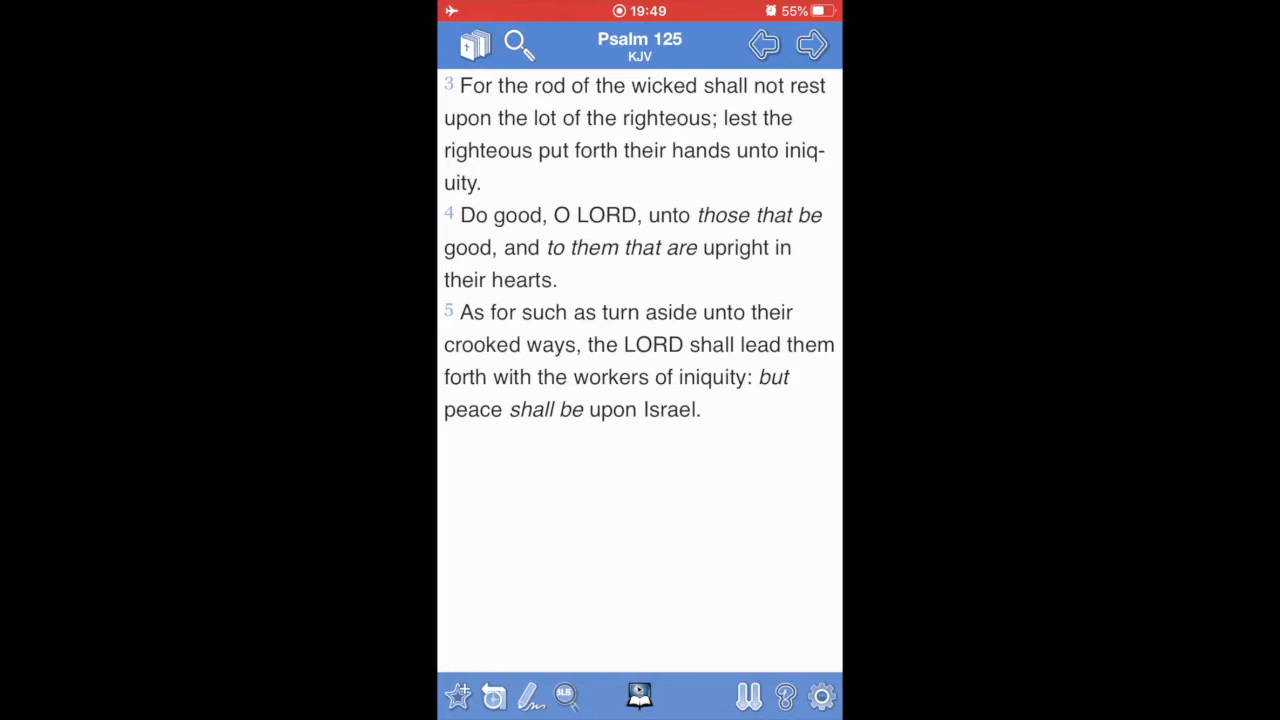 19:49
55%
Psalm 125
KJV
3 For the rod of the wicked shall not rest
upon the lot of the righteous; lest the
righteous put forth their hands unto iniq-
uity.
4 Do good, O LORD, unto those that be
good, and to them that are upright in
their hearts.
5 As for such as turn aside unto their
crooked ways, the LORD shall lead them
forth with the workers of iniquity: but
peace shall be upon Israel.
BLB